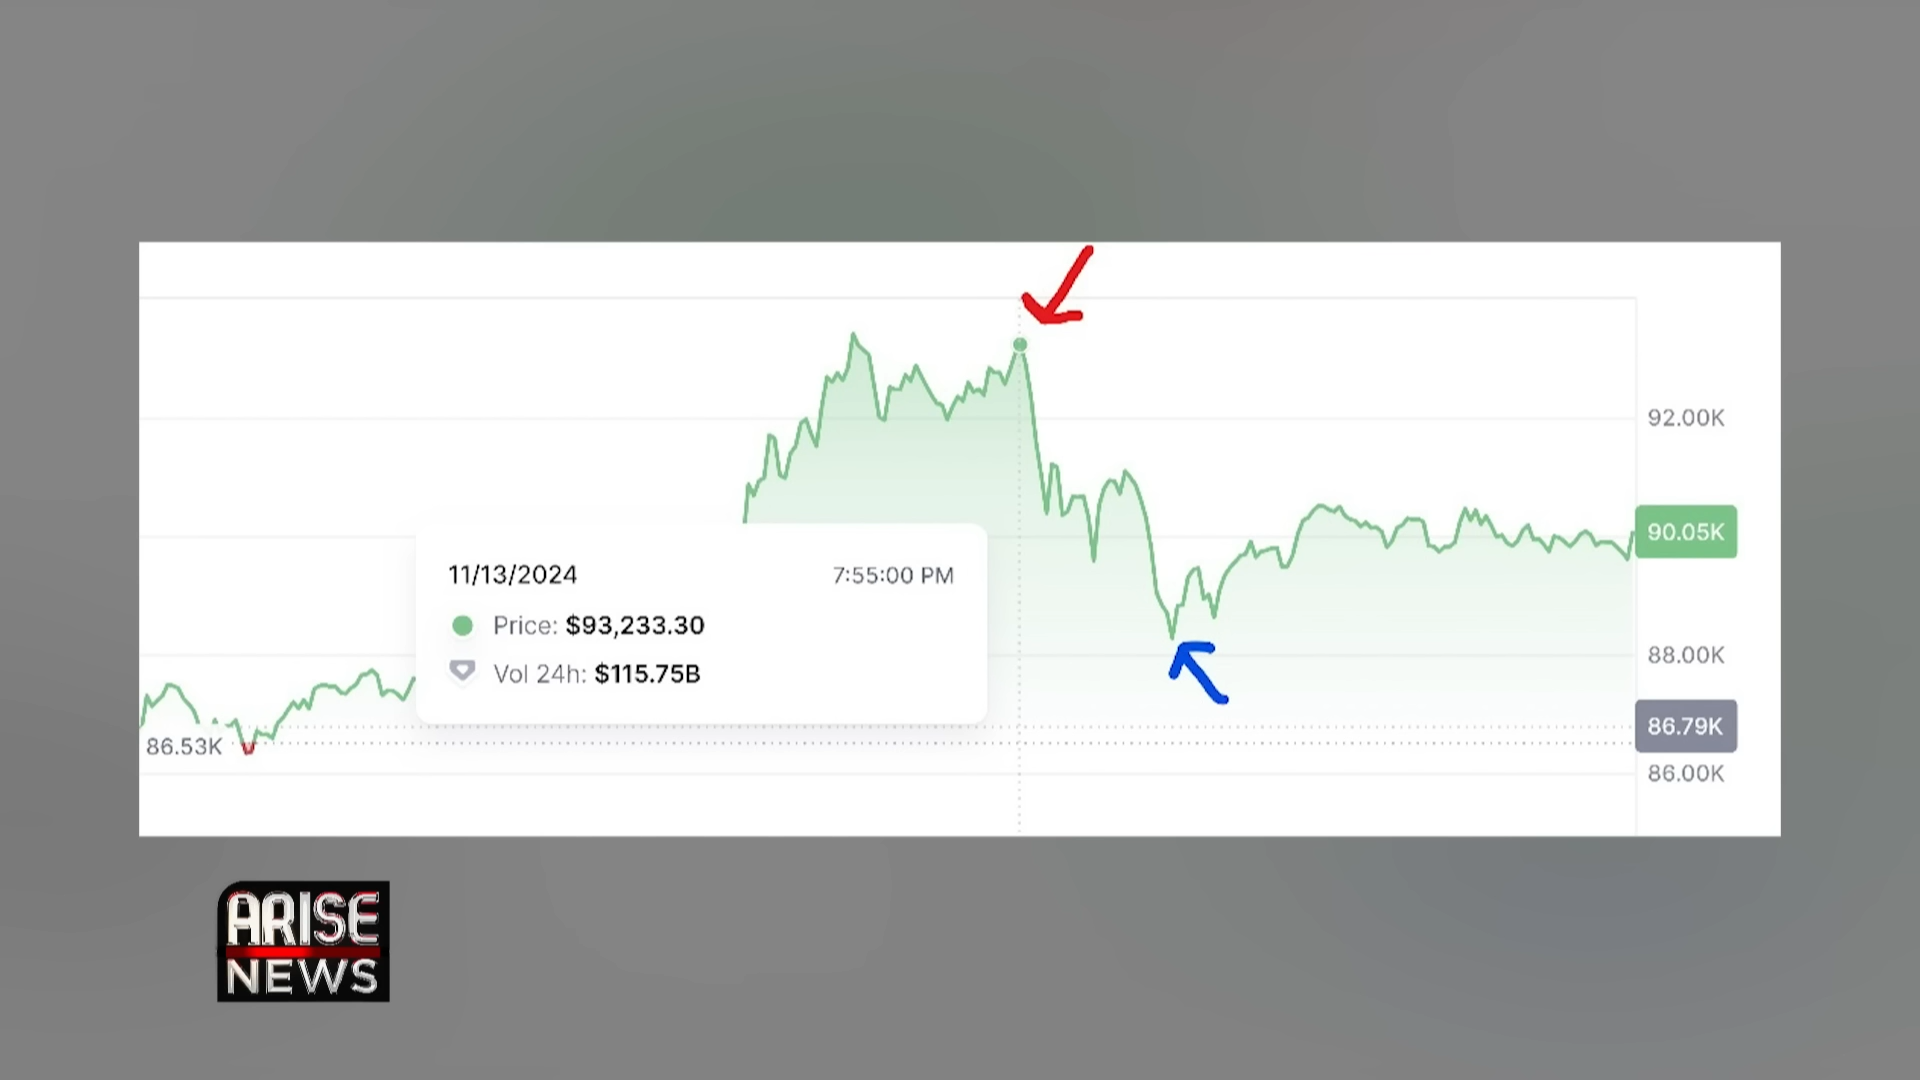 92.00K
90.05K
11/13/2024 7:55:00 PM
Price: $93,233.30
Vol 24h: $115.75B
88.00K
86.79K
86.53K
86.00K
ARISE
NEWS